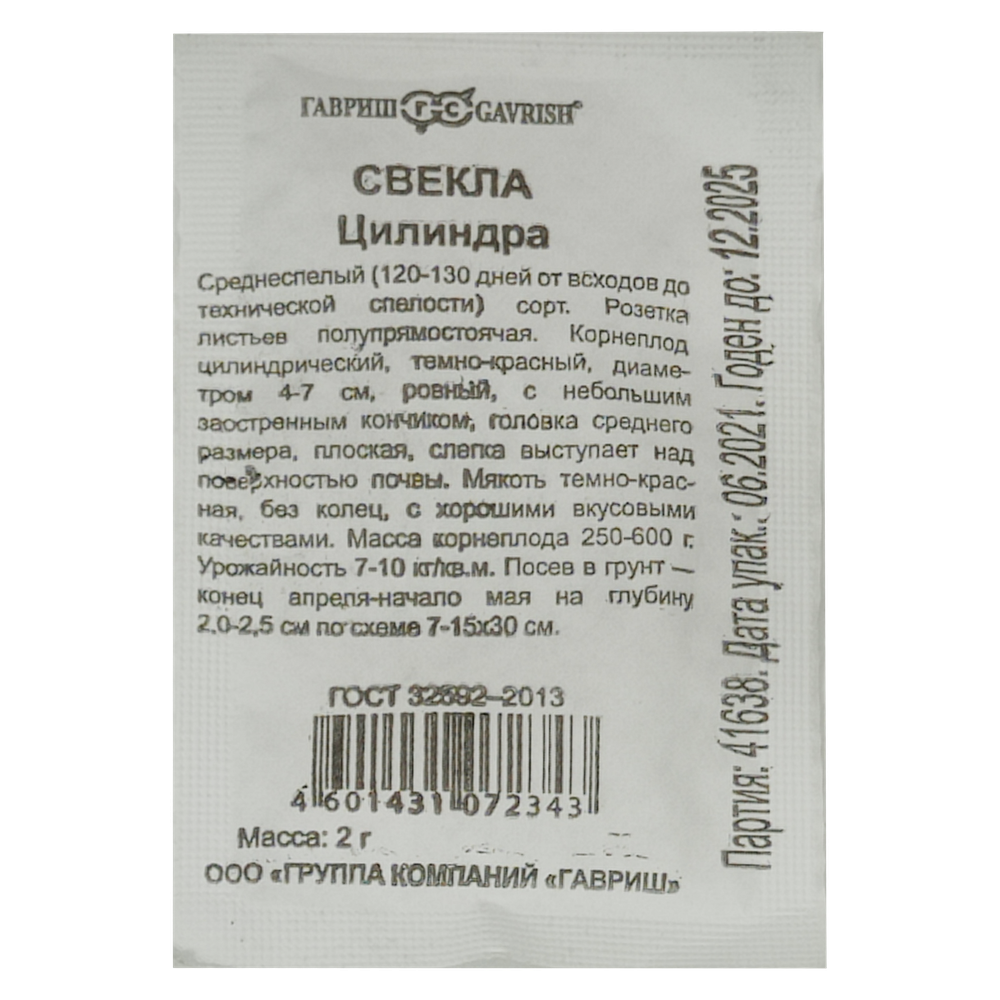 ГАВРИШ ГС GAVRISH®
СВЕКЛА
Цилиндра
Среднеспелый (120-130 дней от всходов до
технической спелости) сорт. Розетка
листьев полупрямостоячая. Корнеплод
цилиндрический, темно-красный, диаме-
тром 4-7 см, ровный, с небольшим
заостренным кончиком, головка среднего
размера, плоская, слегка выступает над
поверхностью почвы. Мякоть темно-крас-
ная, без колец, с хорошими вкусовыми
качествами. Масса корнеплода 250-600 г.
Урожайность 7-10 кг/кв.м. Посев в грунт —
конец апреля-начало мая на глубину
2,0-2,5 см по схеме 7-15х30 см.
ГОСТ 32592-2013
4 601431 072343
Масса: 2 г
ООО «ГРУППА КОМПАНИЙ «ГАВРИШ»
Партия: 41638. Дата упак.: 06.2021. Годен до: 12.2025